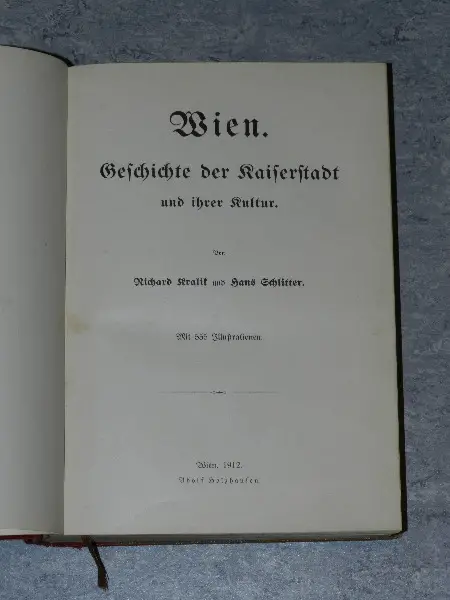 Wien.
Geschichte der Kaiserstadt
und ihrer Kultur.
Von
Richard Kralik und Hans Schlitter.
Mit 555 Illustrationen.
Wien, 1912.
Adolf Holzhausen